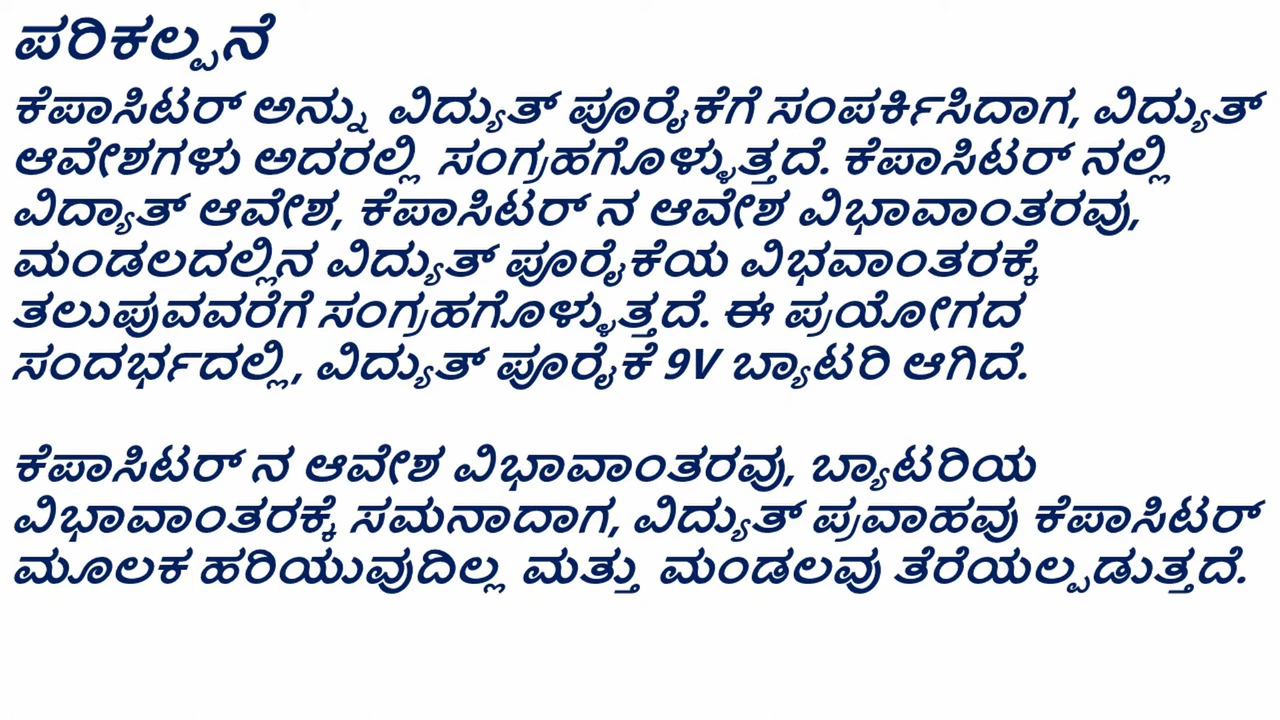 ಪರಿಕಲ್ಪನೆ
ಕೆಪಾಸಿಟರ್ ಅನ್ನು ವಿದ್ಯುತ್ ಪೂರೈಕೆಗೆ ಸಂಪರ್ಕಿಸಿದಾಗ, ವಿದ್ಯುತ್
ಆವೇಶಗಳು ಅದರಲ್ಲಿ ಸಂಗ್ರಹಗೊಳ್ಳುತ್ತದೆ. ಕೆಪಾಸಿಟರ್ ನಲ್ಲಿ
ವಿದ್ಯಾತ್ ಆವೇಶ, ಕೆಪಾಸಿಟರ್ ನ ಆವೇಶ ವಿಭಾವಾಂತರವು,
ಮಂಡಲದಲ್ಲಿನ ವಿದ್ಯುತ್ ಪೂರೈಕೆಯ ವಿಭವಾಂತರಕ್ಕೆ
ತಲುಪುವವರೆಗೆ ಸಂಗ್ರಹಗೊಳ್ಳುತ್ತದೆ. ಈ ಪ್ರಯೋಗದ
ಸಂದರ್ಭದಲ್ಲಿ, ವಿದ್ಯುತ್ ಪೂರೈಕೆ 9V ಬ್ಯಾಟರಿ ಆಗಿದೆ.
ಕೆಪಾಸಿಟರ್ ನ ಆವೇಶ ವಿಭಾವಾಂತರವು, ಬ್ಯಾಟರಿಯ
ವಿಭಾವಾಂತರಕ್ಕೆ ಸಮನಾದಾಗ, ವಿದ್ಯುತ್ ಪ್ರವಾಹವು ಕೆಪಾಸಿಟರ್
ಮೂಲಕ ಹರಿಯುವುದಿಲ್ಲ ಮತ್ತು ಮಂಡಲವು ತೆರೆಯಲ್ಪಡುತ್ತದೆ.